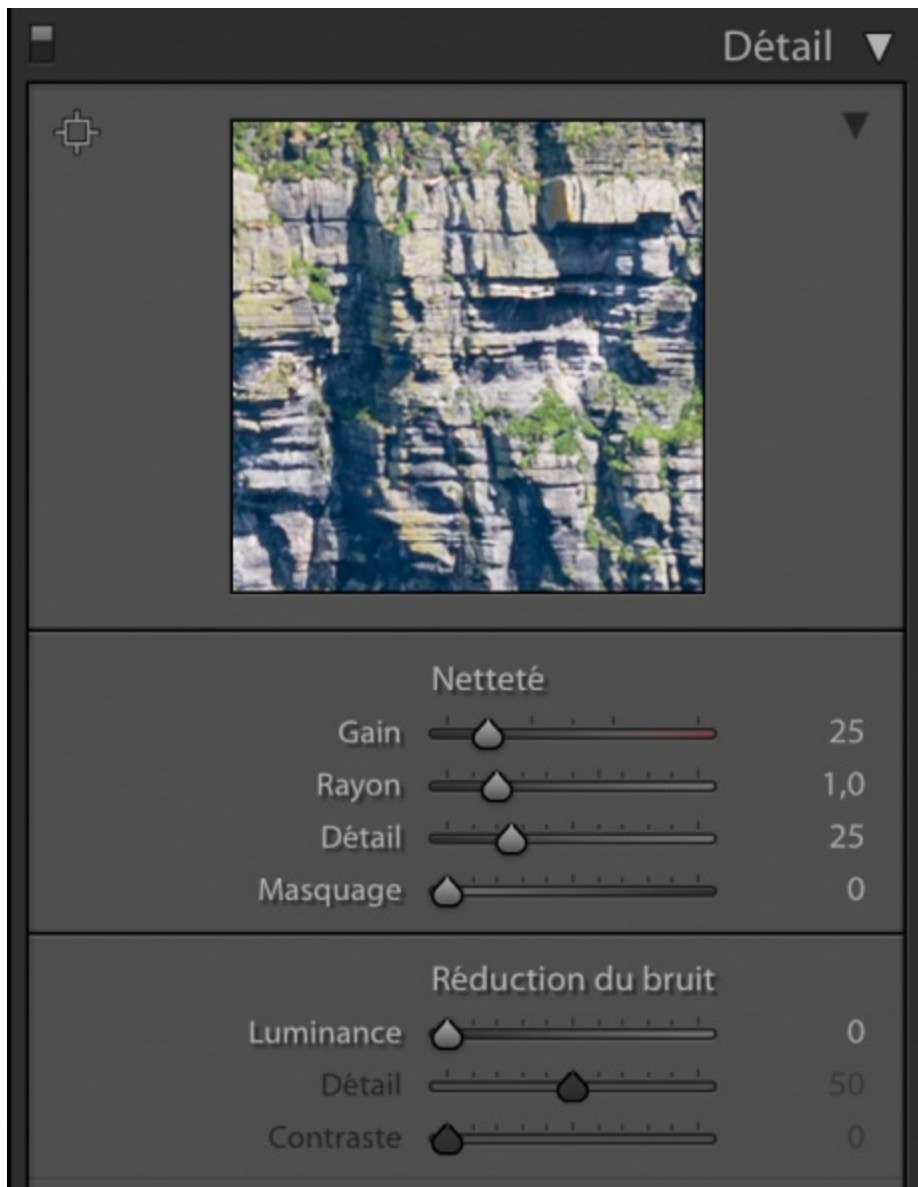 Détail
Netteté
Gain 25
Rayon 1,0
Détail 25
Masquage 0
Réduction du bruit
Luminance 0
Détail 50
Contraste 0